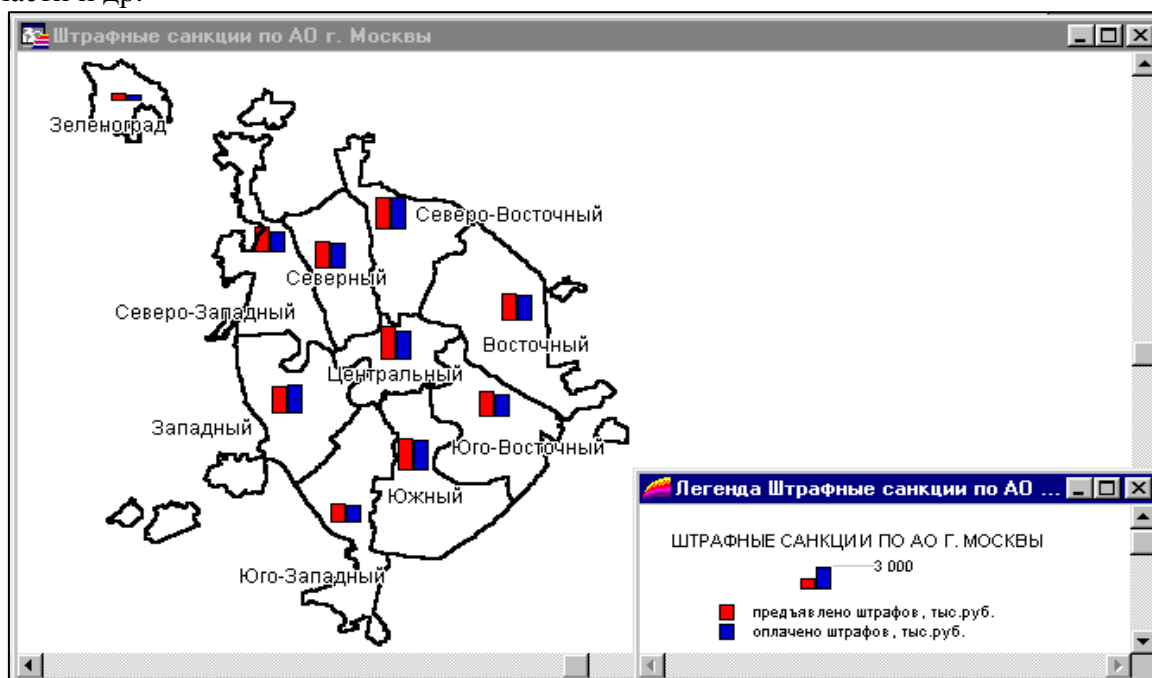 Штрафные санкции по АО г. Москвы
Зеленоград
Северо-Восточный
Северный
Северо-Западный
Восточный
Центральный
Западный
Юго-Восточный
Южный
Юго-Западный
Легенда Штрафные санкции по АО ...
ШТРАФНЫЕ САНКЦИИ ПО АО Г. МОСКВЫ
3 000
предъявлено штрафов, тыс.руб.
оплачено штрафов, тыс.руб.